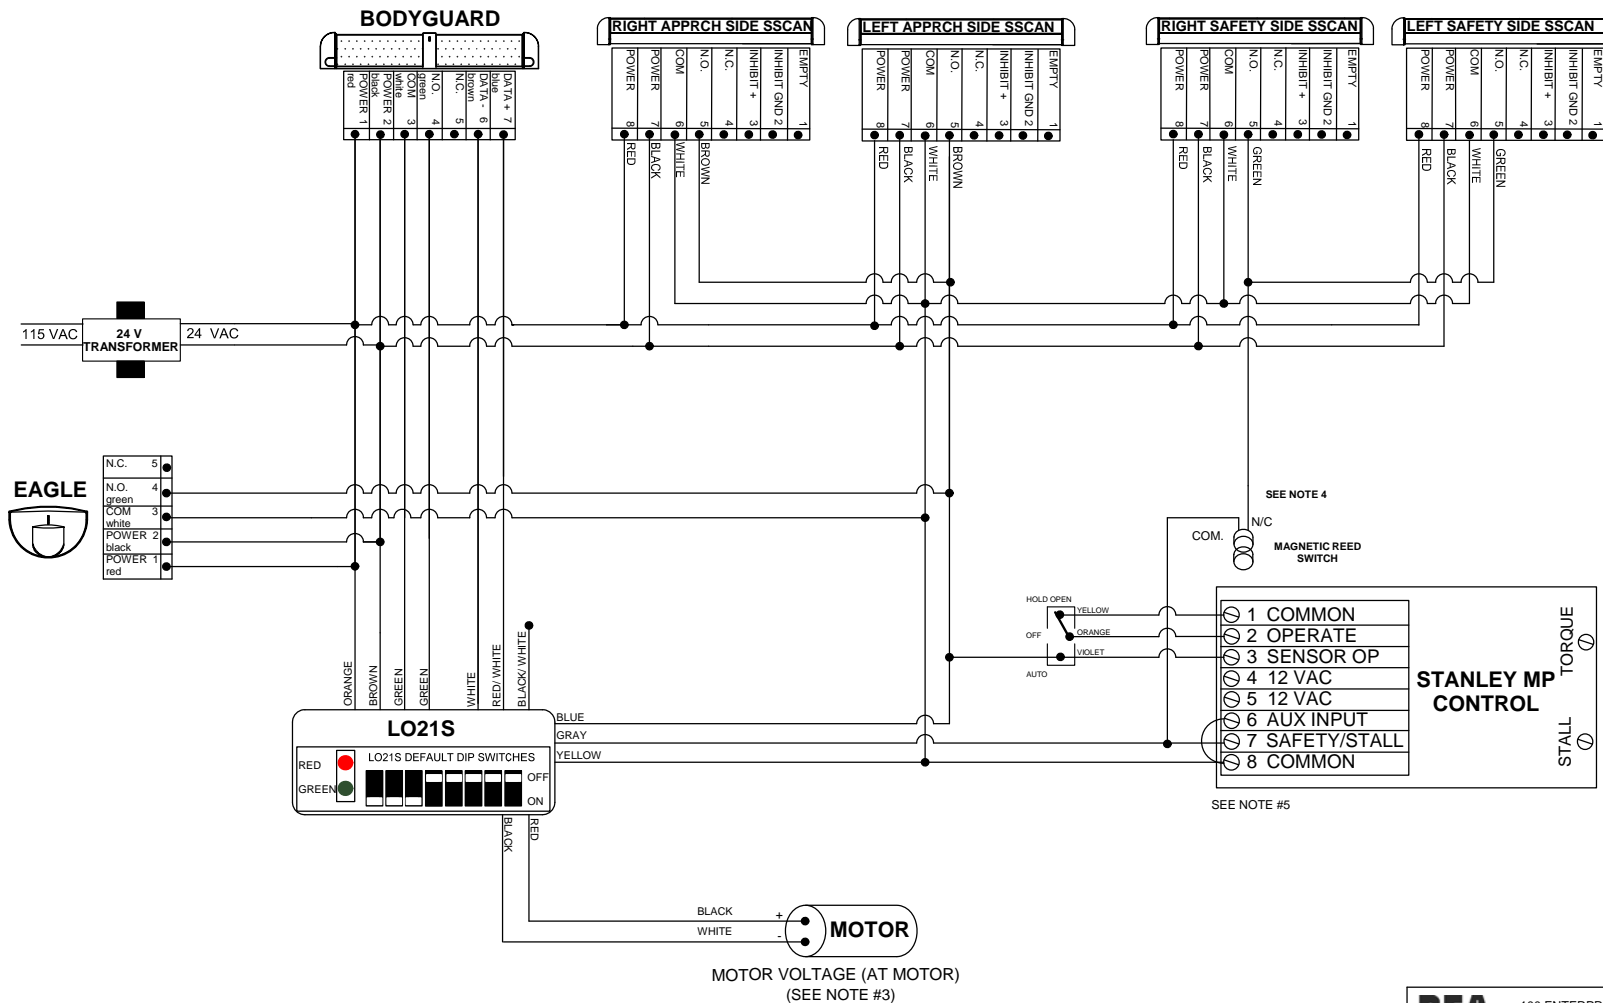 BODYGUARD
RIGHT APPRCH SIDE SSCAN
LEFT APPRCH SIDE SSCAN
RIGHT SAFETY SIDE SSCAN
LEFT SAFETY SIDE SSCAN
red
POWER 1
black
POWER 2
white
COM 3
green
N.O. 4
N.C. 5
brown
DATA - 6
blue
DATA + 7
POWER 8
POWER 7
COM 6
N.O. 5
N.C. 4
INHIBIT + 3
INHIBIT GND 2
EMPTY 1
POWER 8
POWER 7
COM 6
N.O. 5
N.C. 4
INHIBIT + 3
INHIBIT GND 2
EMPTY 1
POWER 8
POWER 7
COM 6
N.O. 5
N.C. 4
INHIBIT + 3
INHIBIT GND 2
EMPTY 1
POWER 8
POWER 7
COM 6
N.O. 5
N.C. 4
INHIBIT + 3
INHIBIT GND 2
EMPTY 1
RED
BLACK
WHITE
BROWN
RED
BLACK
WHITE
BROWN
RED
BLACK
WHITE
GREEN
RED
BLACK
WHITE
GREEN
115 VAC
24 V
TRANSFORMER
24 VAC
EAGLE
N.C. 5
N.O. 4
green
COM 3
white
POWER 2
black
POWER 1
red
SEE NOTE 4
N/C
COM.
MAGNETIC REED
SWITCH
HOLD OPEN
YELLOW
OFF
ORANGE
VIOLET
AUTO
1 COMMON
2 OPERATE
3 SENSOR OP
4 12 VAC
5 12 VAC
6 AUX INPUT
7 SAFETY/STALL
8 COMMON
STANLEY MP
CONTROL
TORQUE
STALL
SEE NOTE #5
ORANGE
BROWN
GREEN
GREEN
WHITE
RED/ WHITE
BLACK/ WHITE
LO21S
BLUE
GRAY
YELLOW
LO21S DEFAULT DIP SWITCHES
RED
GREEN
OFF
ON
BLACK
RED
BLACK
WHITE
+
-
MOTOR
MOTOR VOLTAGE (AT MOTOR)
(SEE NOTE #3)